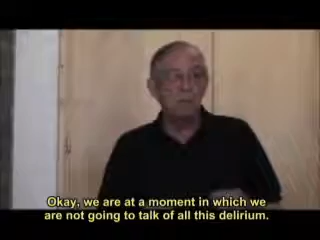 Okay, we are at a moment in which we
are not going to talk of all this delirium.